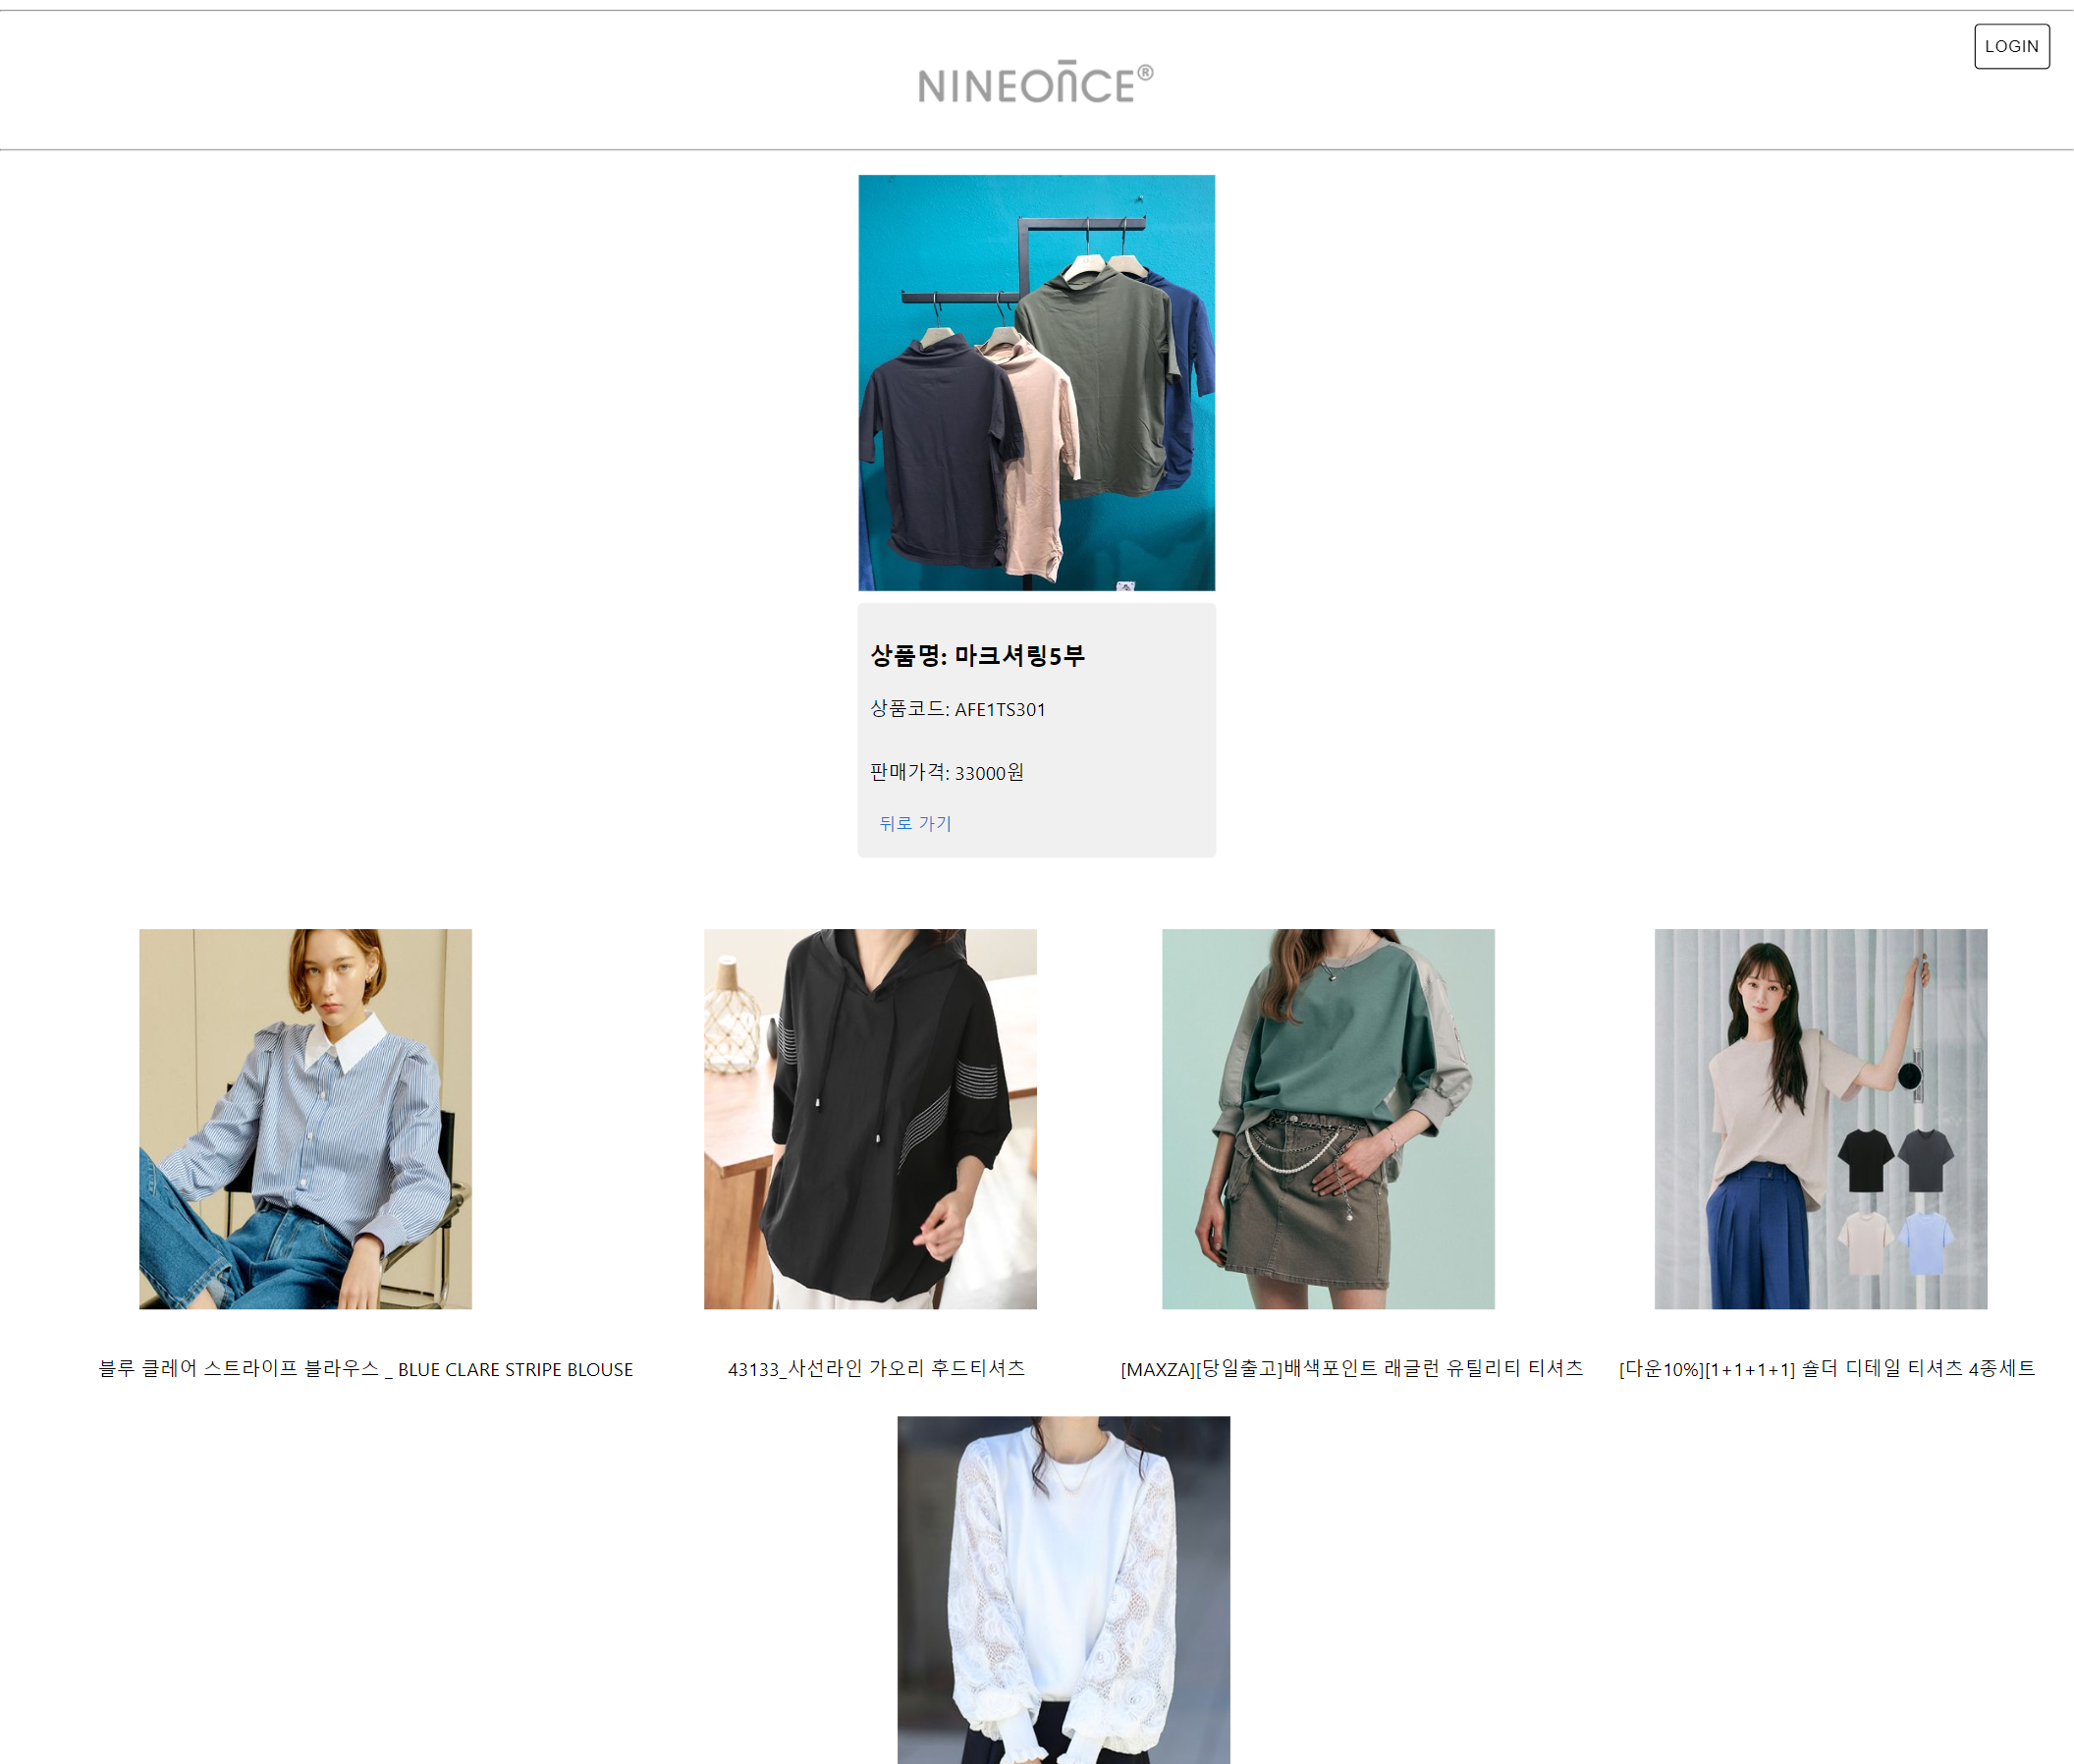 LOGIN
NINEONCE®
상품명: 마크셔링5부
상품코드: AFE1TS301
판매가격: 33000원
뒤로 가기
블루 클레어 스트라이프 블라우스 _ BLUE CLARE STRIPE BLOUSE
43133_사선라인 가오리 후드티셔츠
[MAXZA][당일출고]배색포인트 래글런 유틸리티 티셔츠
[다운10%][1+1+1+1] 숄더 디테일 티셔츠 4종세트